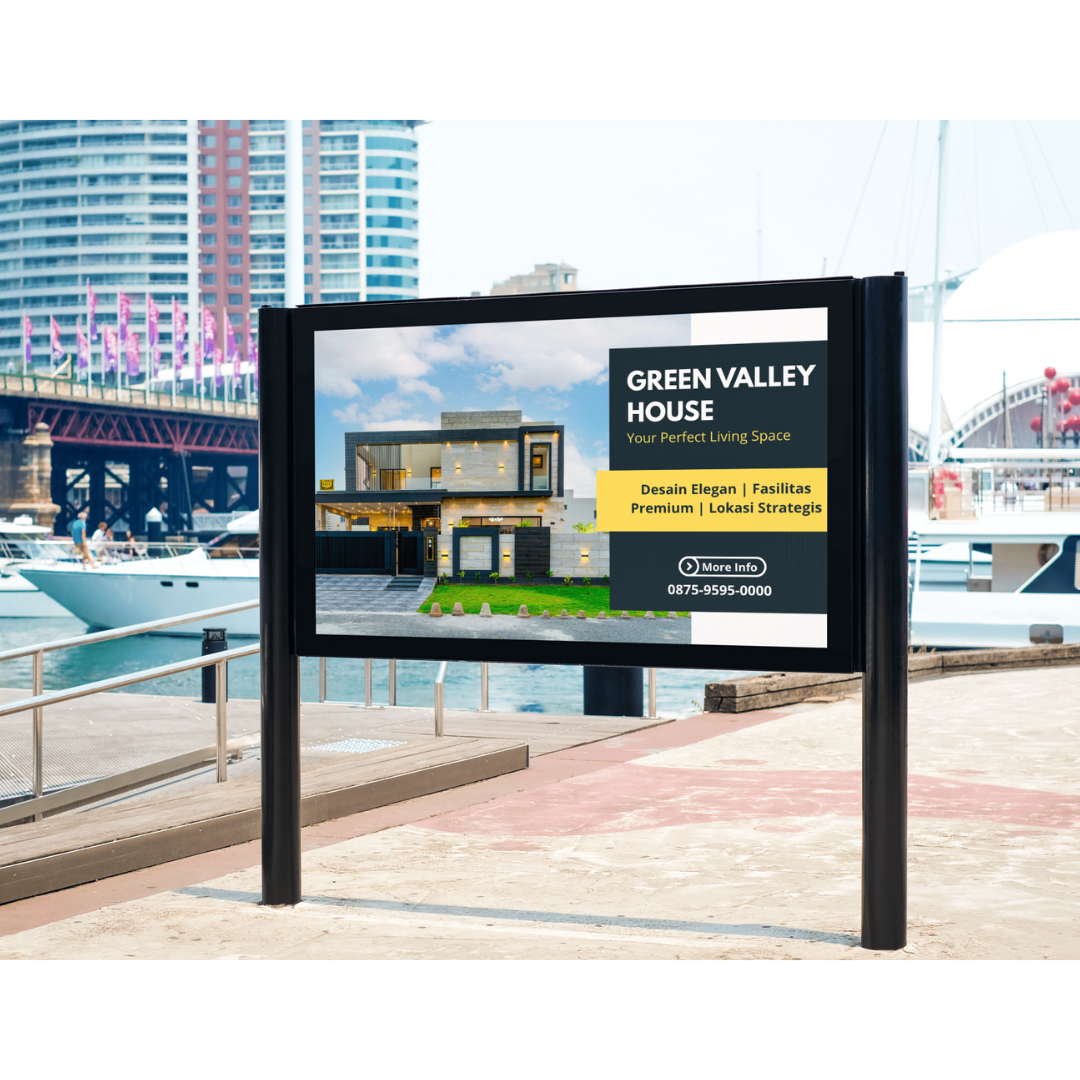 GREEN VALLEY
HOUSE
Your Perfect Living Space
Desain Elegan | Fasilitas
Premium | Lokasi Strategis
More Info
0875-9595-0000